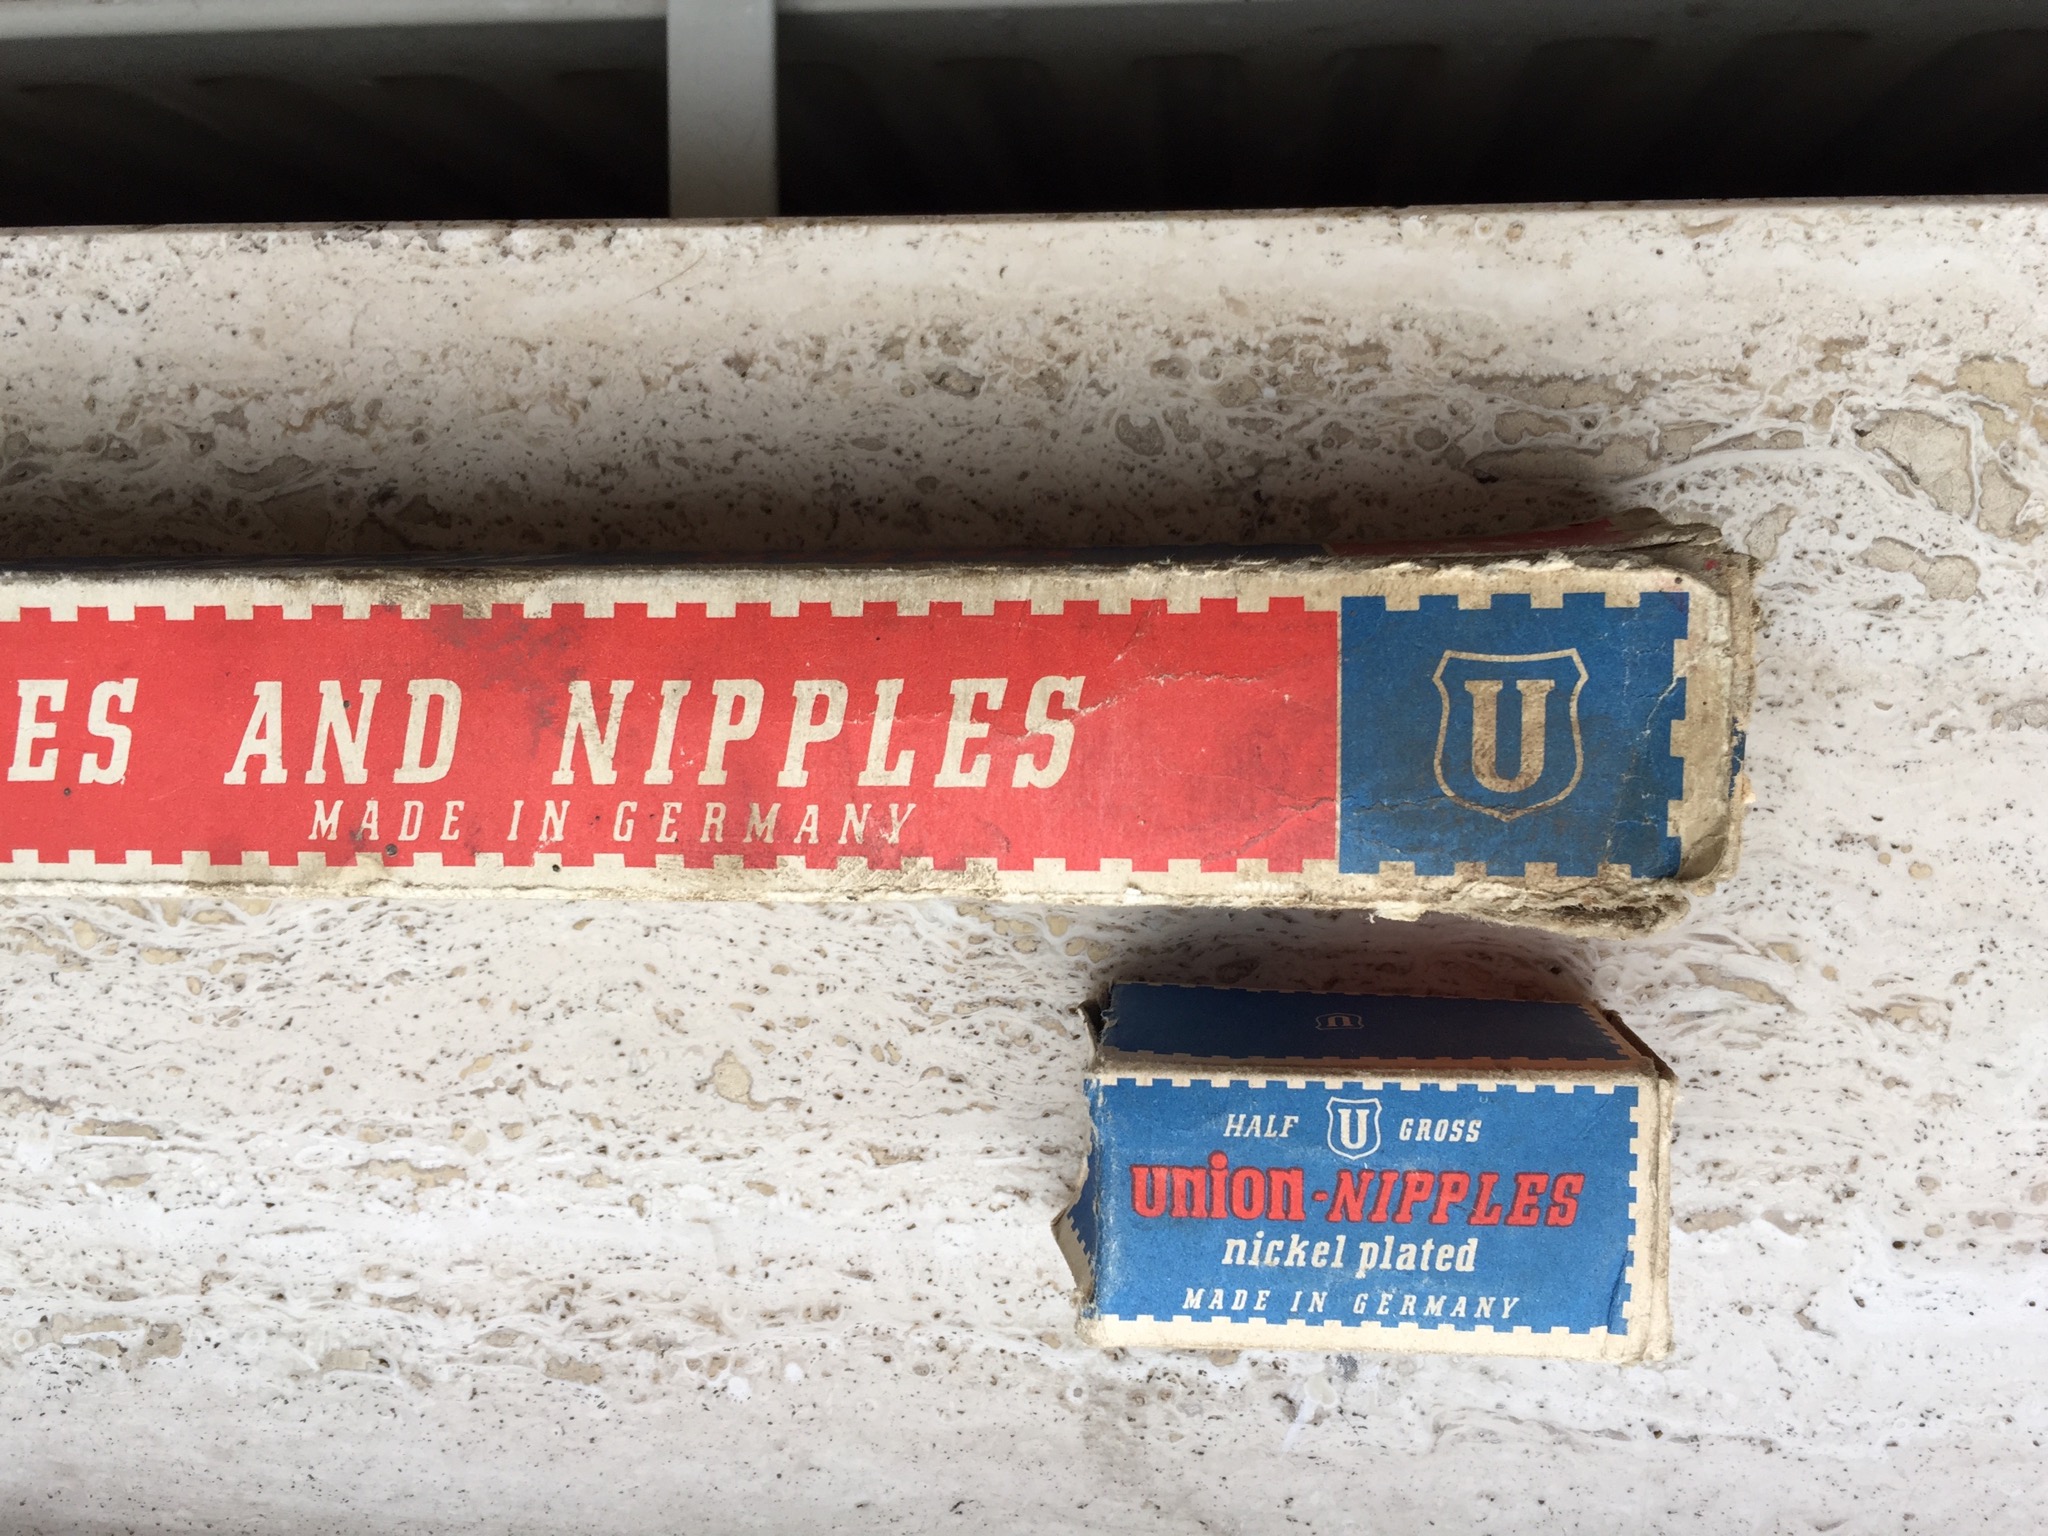 ES AND NIPPLES
MADE IN GERMANY
U
U
HALF U GROSS
union-NIPPLES
nickel plated
MADE IN GERMANY